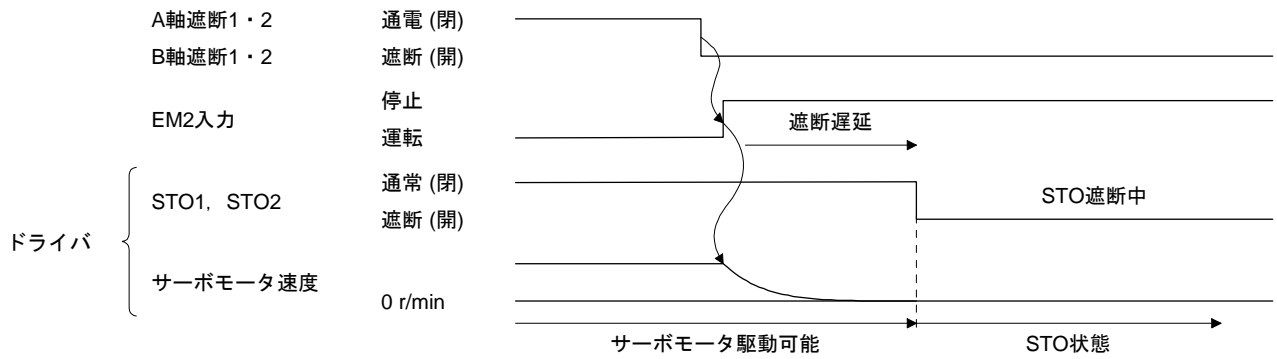 A軸遮断1・2 通電 (閉)
B軸遮断1・2 遮断 (開)
EM2入力 停止
運転
遮断遅延
ドライバ
STO1, STO2 通常 (閉)
遮断 (開)
STO遮断中
サーボモータ速度
0 r/min
サーボモータ駆動可能 STO状態